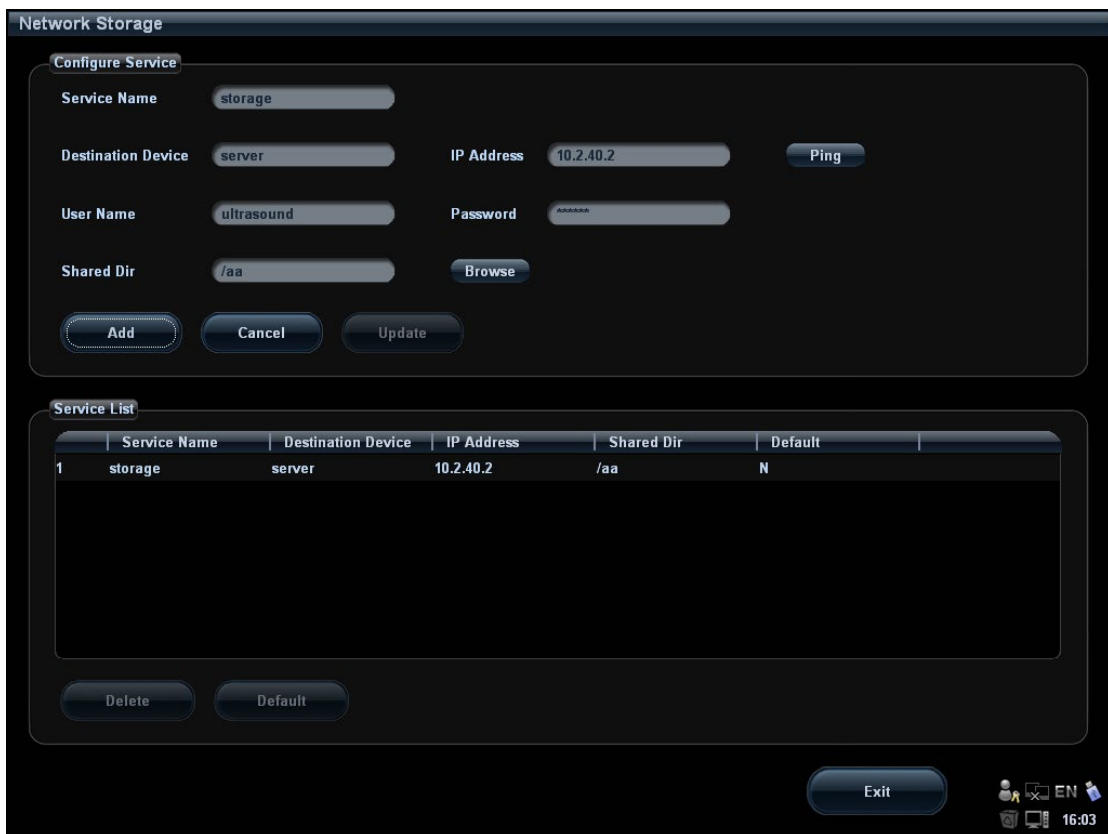 Network Storage
Configure Service
Service Name storage
Destination Device server IP Address 10.2.40.2 Ping
User Name ultrasound Password ******
Shared Dir /aa Browse
Add Cancel Update
Service List
Service Name Destination Device IP Address Shared Dir Default
1 storage server 10.2.40.2 /aa N
Delete Default
Exit
EN
16:03